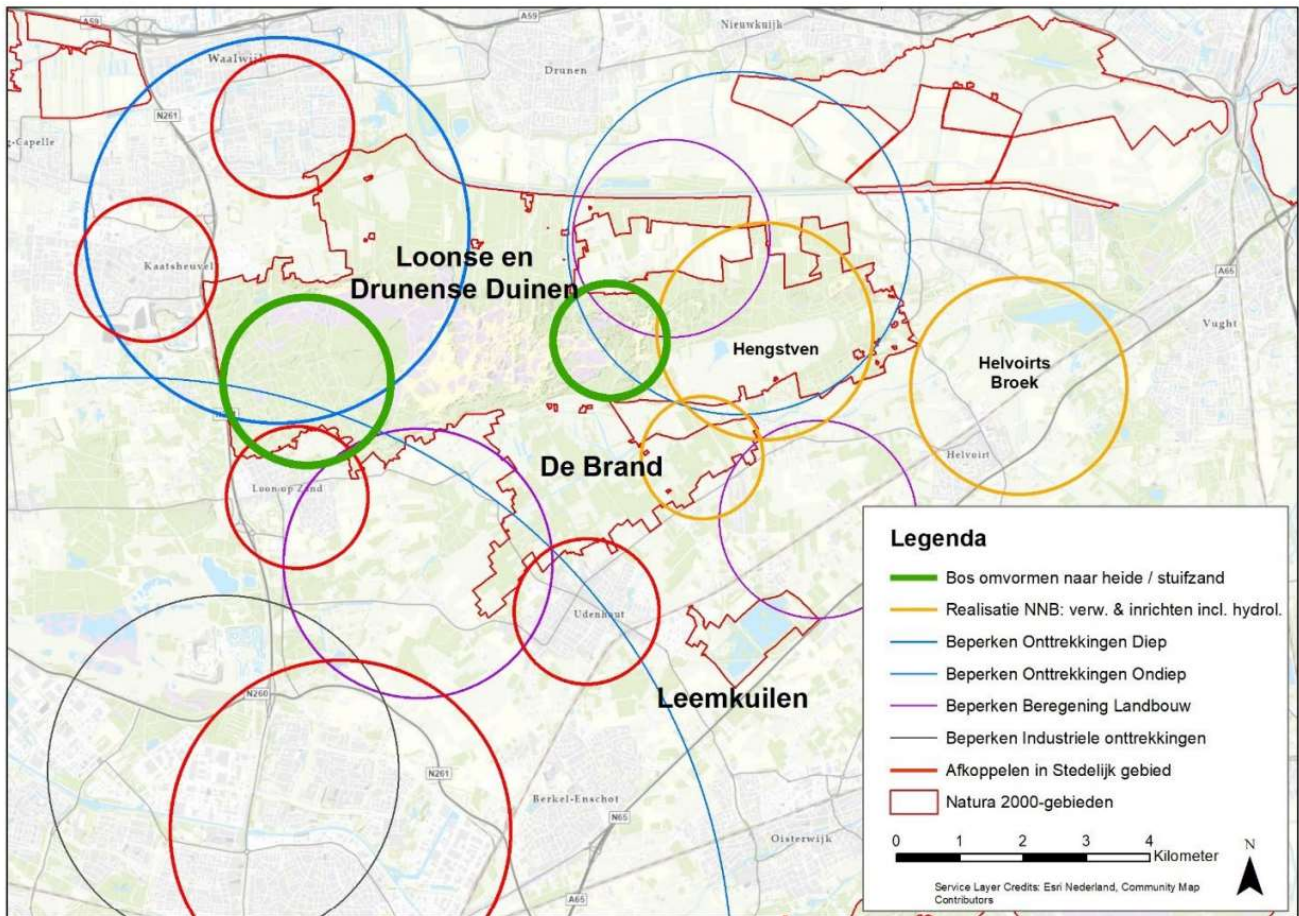 A59
A59
Nieuwkuijk
Waalwijk
Drunen
N261
g-Capelle
Loonse en
Drunense Duinen
Kaatsheuvel
A65
Vught
Hengstven
Helvoirts
Broek
De Brand
Helvoirt
Loon op Zand
Udenhout
Leemkuilen
N260
N261
Berkel-Enschot
N65
Oisterwijk
A65
Legenda
Bos omvormen naar heide / stuifzand
Realisatie NNB: verw. & inrichten incl. hydrol.
Beperken Onttrekkingen Diep
Beperken Onttrekkingen Ondiep
Beperken Beregening Landbouw
Beperken Industriele onttrekkingen
Afkoppelen in Stedelijk gebied
Natura 2000-gebieden
0 1 2 3 4
Kilometer
N
Service Layer Credits: Esri Nederland, Community Map
Contributors